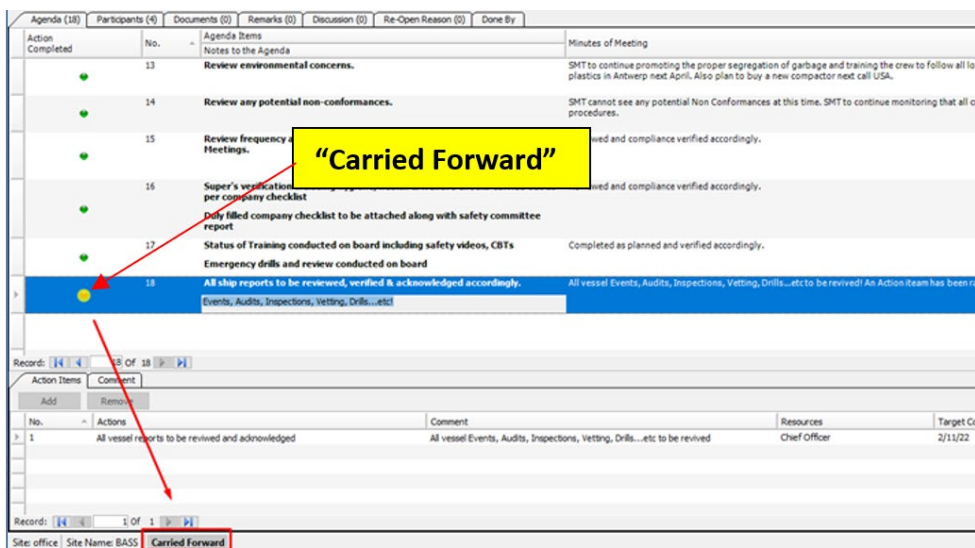 Agenda (18) Participants (4) Documents (0) Remarks (0) Discussion (0) Re-Open Reason (0) Done By
Action
Completed
No.
Agenda Items
Notes to the Agenda
Minutes of Meeting
13 Review environmental concerns.
SMT to continue promoting the proper segregation of garbage and training the crew to follow all lo
plastics in Antwerp next April. Also plan to buy a new compactor next call USA.
14 Review any potential non-conformances.
SMT cannot see any potential Non Conformances at this time. SMT to continue monitoring that all c
procedures.
15 Review frequency
Meetings.
wed and compliance verified accordingly.
“Carried Forward”
16 Super's verification
per company checklist
wed and compliance verified accordingly.
Duly filled company checklist to be attached along with safety committee
report
17 Status of Training conducted on board including safety videos, CBTs
Completed as planned and verified accordingly.
Emergency drills and review conducted on board
18 All ship reports to be reviewed, verified & acknowledged accordingly.
All vessel Events, Audits, Inspections, Vetting, Drills...etc to be revived! An Action iteam has been ra
Events, Audits, Inspections, Vetting, Drills...etc!
Record: 18 Of 18
Action Items Comment
Add Remove
No. Actions Comment Resources Target Co
1 All vessel reports to be reviwed and acknowledged All vessel Events, Audits, Inspections, Vetting, Drills...etc to be revived Chief Officer 2/11/22
Record: 1 Of 1
Site: office Site Name: BASS Carried Forward